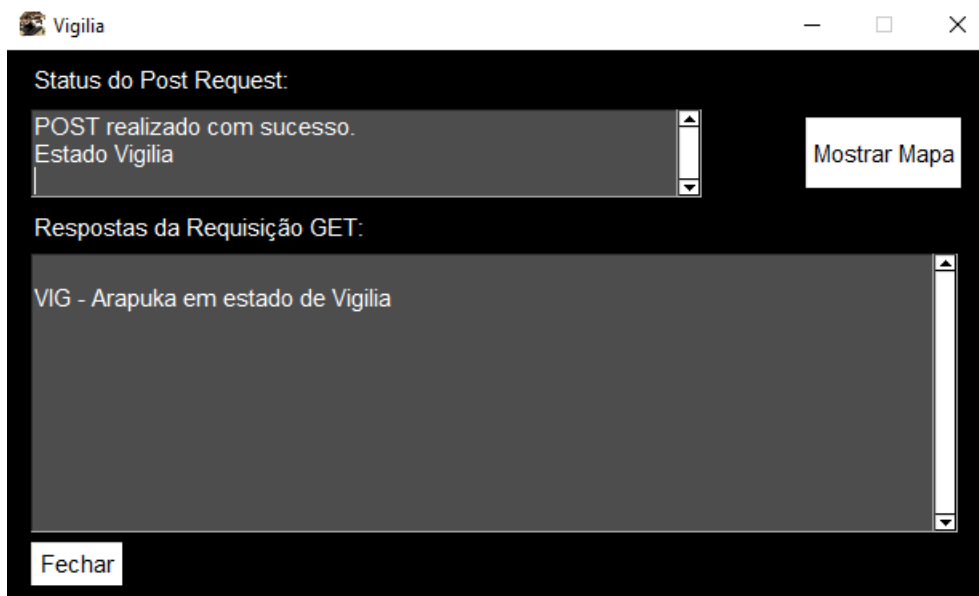 Vigilia
Status do Post Request:
POST realizado com sucesso.
Estado Vigilia
Mostrar Mapa
Respostas da Requisição GET:
VIG - Arapuka em estado de Vigilia
Fechar